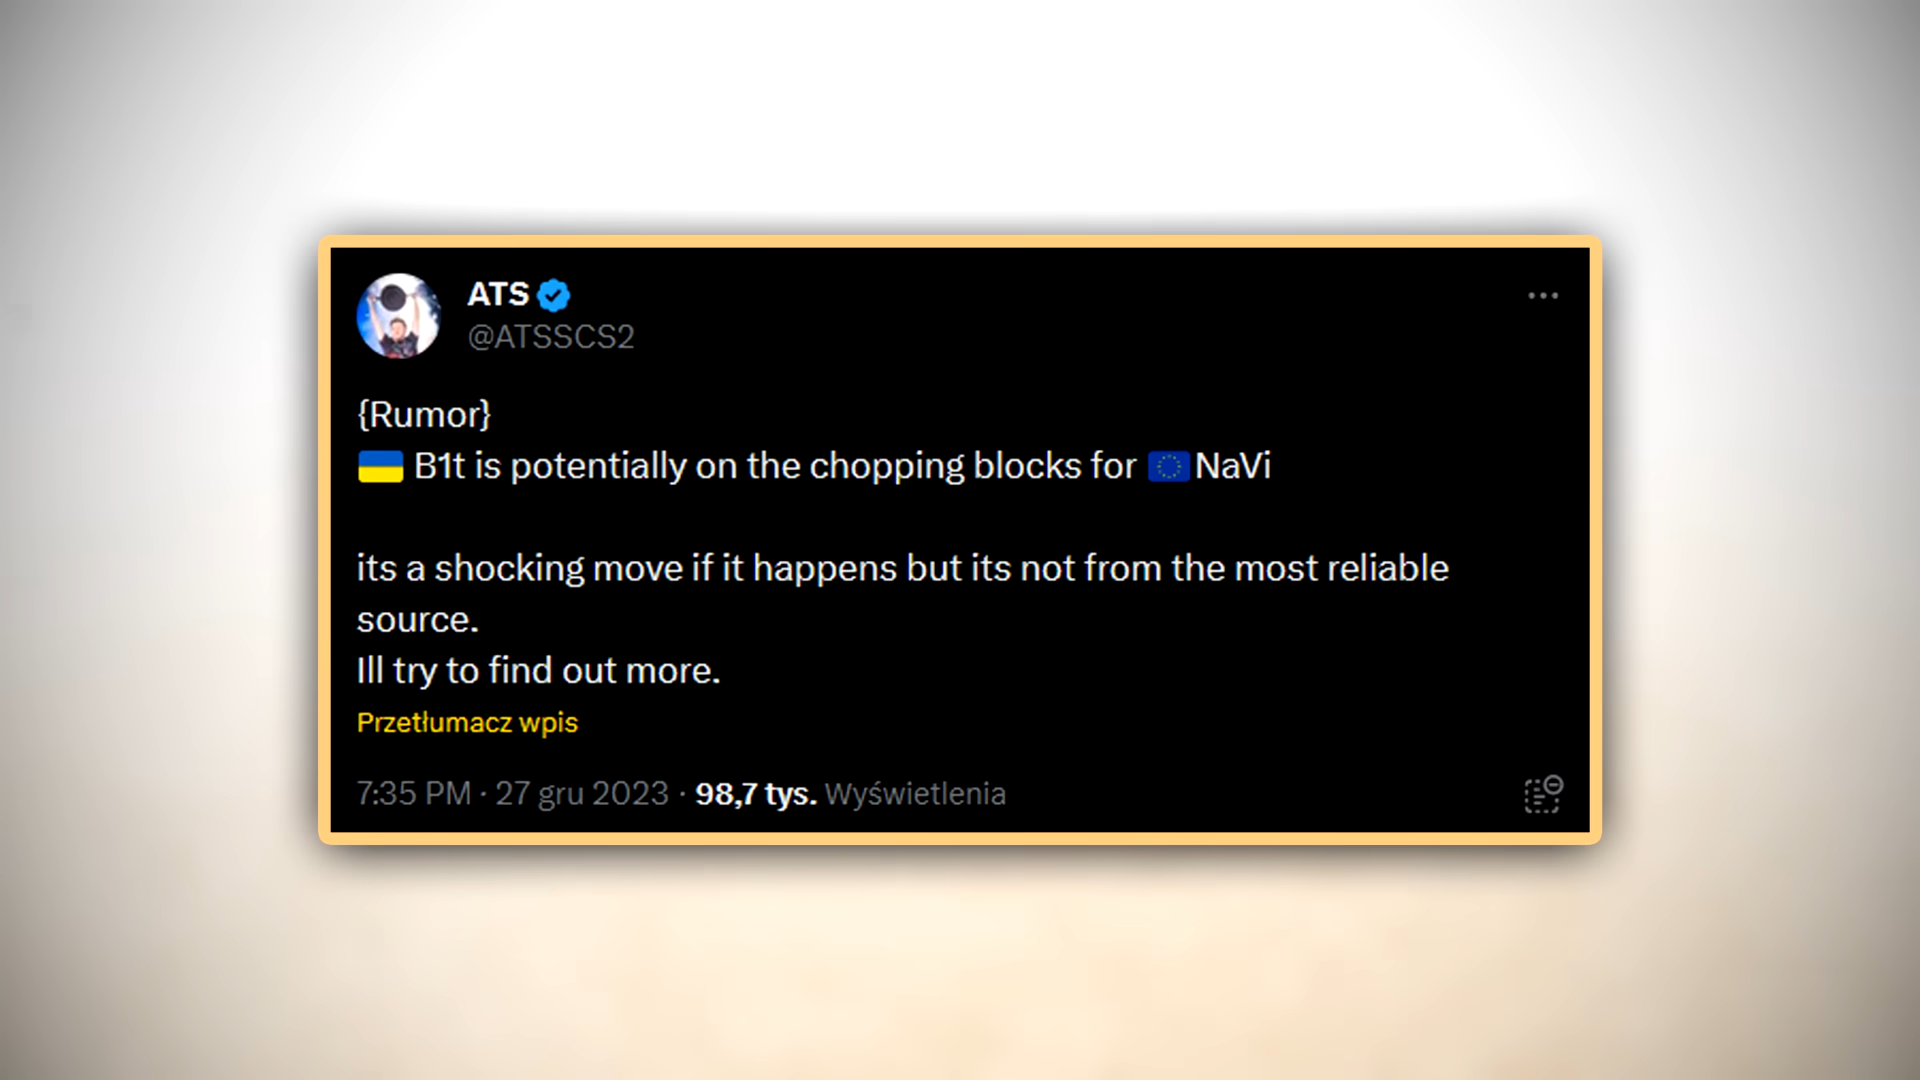 ATS
@ATSSCS2
{Rumor}
🇺🇦 B1t is potentially on the chopping blocks for 🇪🇺 NaVi
its a shocking move if it happens but its not from the most reliable
source.
Ill try to find out more.
Przetłumacz wpis
7:35 PM · 27 gru 2023 · 98,7 tys. Wyświetlenia